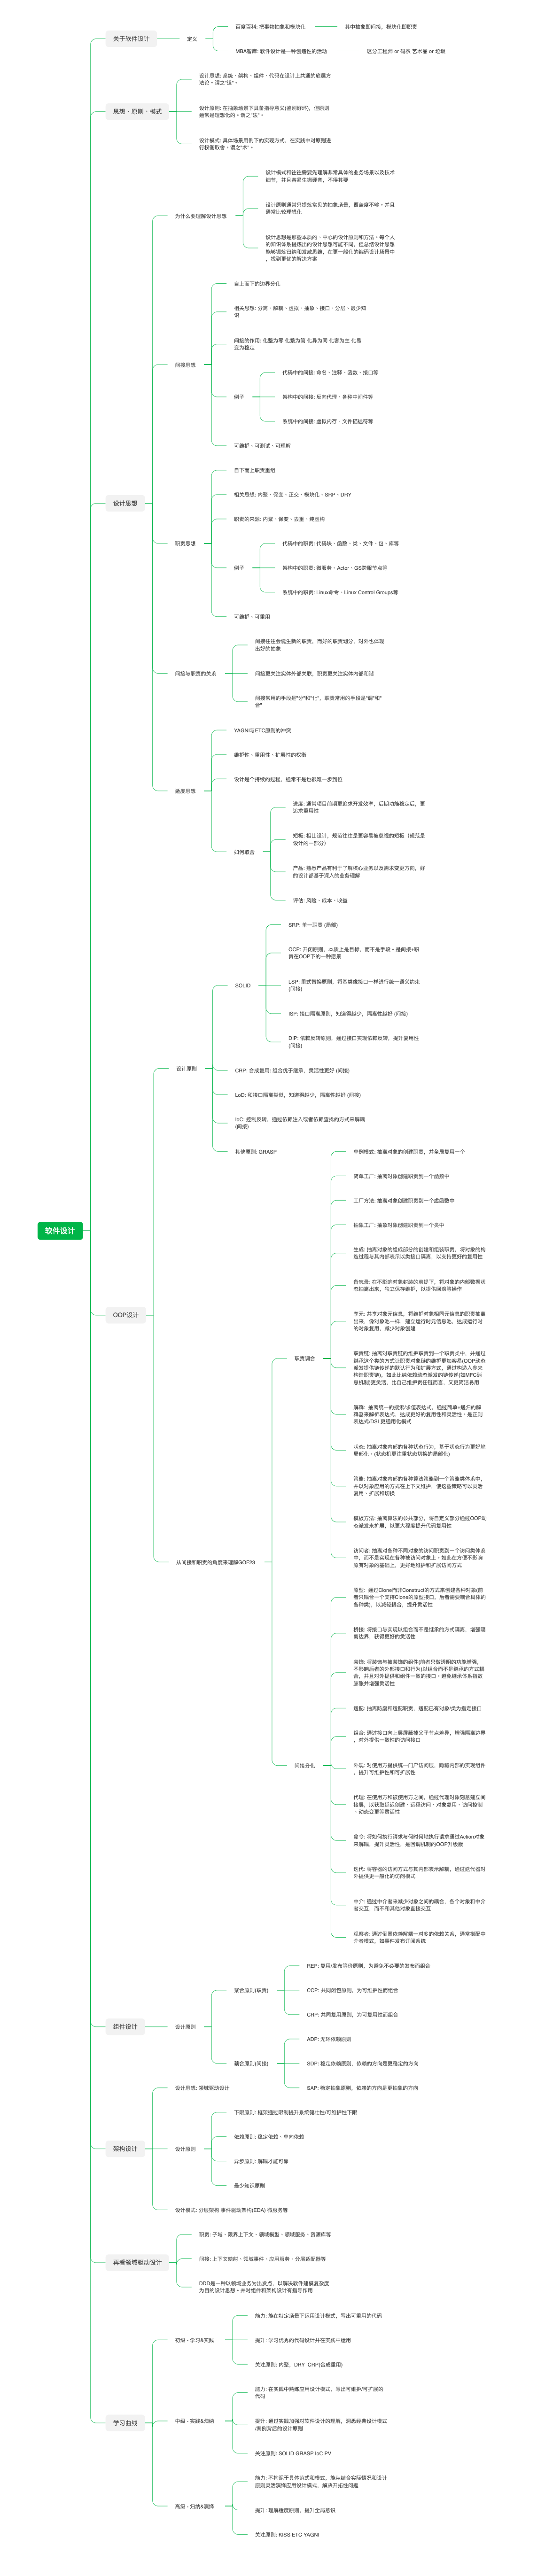 软件设计
关于软件设计
定义
百度百科: 把事物抽象和模块化
其中抽象即间接，模块化即职责
MBA智库: 软件设计是一种创造性的活动
区分工程师 or 码农 艺术品 or 垃圾
思想、原则、模式
设计思想: 系统、架构、组件、代码在设计上共通的底层方
法论。谓之"道"。
设计原则: 在抽象场景下具备指导意义(鉴别好坏)，但原则
通常是理想化的。谓之"法"。
设计模式: 具体场景用例下的实现方式，在实践中对原则进
行权衡取舍。谓之"术"。
设计思想
为什么要理解设计思想
设计模式和往往需要先理解非常具体的业务场景以及技术
细节，并且容易生搬硬套，不得其要
设计原则通常只提炼常见的抽象场景，覆盖度不够。并且
通常比较理想化
设计思想是那些本质的、中心的设计原则和方法。每个人
的知识体系提炼出的设计思想可能不同，但总结设计思想
能够锻炼归纳和发散思维，在更一般化的编码设计场景中
，找到更优的解决方案
间接思想
自上而下的边界分化
相关思想: 分离、解耦、虚拟、抽象、接口、分层、最少知
识
间接的作用: 化整为零 化繁为简 化异为同 化客为主 化易
变为稳定
例子
代码中的间接: 命名、注释、函数、接口等
架构中的间接: 反向代理、各种中间件等
系统中的间接: 虚拟内存、文件描述符等
可维护、可测试、可理解
职责思想
自下而上职责重组
相关思想: 内聚、保变、正交、模块化、SRP、DRY
职责的来源: 内聚、保变、去重、纯虚构
例子
代码中的职责: 代码块、函数、类、文件、包、库等
架构中的职责: 微服务、Actor、GS跨服节点等
系统中的职责: Linux命令、Linux Control Groups等
可维护、可重用
间接与职责的关系
间接往往会诞生新的职责，而好的职责划分，对外也体现
出好的抽象
间接更关注实体外部关联，职责更关注实体内部和谐
间接常用的手段是"分"和"化"，职责常用的手段是"调"和"
合"
适度思想
YAGNI与ETC原则的冲突
维护性、重用性、扩展性的权衡
设计是个持续的过程，通常不是也很难一步到位
如何取舍
进度: 通常项目前期更追求开发效率，后期功能稳定后，更
追求重用性
短板: 相比设计，规范往往是更容易被忽视的短板（规范是
设计的一部分）
产品: 熟悉产品有利于了解核心业务以及需求变更方向，好
的设计都基于深入的业务理解
评估: 风险、成本、收益
OOP设计
设计原则
SOLID
SRP: 单一职责 (局部)
OCP: 开闭原则，本质上是目标，而不是手段。是间接+职
责在OOP下的一种愿景
LSP: 里式替换原则，将基类像接口一样进行统一语义约束
(间接)
ISP: 接口隔离原则，知道得越少，隔离性越好 (间接)
DIP: 依赖反转原则，通过接口实现依赖反转，提升复用性
(间接)
CRP: 合成复用: 组合优于继承，灵活性更好 (间接)
LoD: 和接口隔离类似，知道得越少，隔离性越好 (间接)
IoC: 控制反转，通过依赖注入或者依赖查找的方式来解耦
(间接)
其他原则: GRASP
从间接和职责的角度来理解GOF23
职责调合
单例模式: 抽离对象的创建职责，并全局复用一个
简单工厂: 抽离对象创建职责到一个函数中
工厂方法: 抽离对象创建职责到一个虚函数中
抽象工厂: 抽象对象创建职责到一个类中
生成: 抽离对象的组成部分的创建和组装职责，将对象的构
造过程与其内部表示以类接口隔离，以支持更好的复用性
备忘录: 在不影响对象封装的前提下，将对象的内部数据状
态抽离出来，独立保存维护，以提供回滚等操作
享元: 共享对象元信息，将维护对象相同元信息的职责抽离
出来，像对象池一样，建立运行时元信息池，达成运行时
的对象复用，减少对象创建
职责链: 抽离对职责链的维护职责到一个职责类中，并通过
继承这个类的方式让职责对象链的维护更加容易(OOP动态
派发提供链传递的默认行为和扩展方式，通过构造入参来
构造职责链)，如此比纯依赖动态派发的链传递(如MFC消
息机制)更灵活，比自己维护责任链而言，又更简洁易用
解释: 抽离统一的搜索/求值表达式，通过简单+递归的解
释器来解析表达式，达成更好的复用性和灵活性。是正则
表达式/DSL更通用化模式
状态: 抽离对象内部的各种状态行为，基于状态行为更好地
局部化。(状态机更注重状态切换的局部化)
策略: 抽离对象内部的各种算法策略到一个策略类体系中，
并以对象应用的方式在上下文维护，使这些策略可以灵活
复用、扩展和切换
模板方法: 抽离算法的公共部分，将自定义部分通过OOP动
态派发来扩展，以更大程度提升代码复用性
访问者: 抽离对各种不同对象的访问职责到一个访问类体系
中，而不是实现在各种被访问对象上。如此在方便不影响
原有对象的基础上，更好地维护和扩展访问方式
间接分化
原型: 通过Clone而非Construct的方式来创建各种对象(前
者只耦合一个支持Clone的原型接口，后者需要耦合具体的
各种类)，以减轻耦合，提升灵活性
桥接: 将接口与实现以组合而不是继承的方式隔离，增强隔
离边界，获得更好的灵活性
装饰: 将装饰与被装饰的组件(前者只做透明的功能增强，
不影响后者的外部接口和行为)以组合而不是继承的方式耦
合，并且对外提供和组件一致的接口。避免继承体系指数
膨胀并增强灵活性
适配: 抽离防腐和适配职责，适配已有对象/类为指定接口
组合: 通过接口向上层屏蔽掉父子节点差异，增强隔离边界
，对外提供一致性的访问接口
外观: 对使用方提供统一门户访问层，隐藏内部的实现组件
，提升可维护性和可扩展性
代理: 在使用方和被使用方之间，通过代理对象刻意建立间
接层，以获取延迟创建、远程访问、对象复用、访问控制
、动态变更等灵活性
命令: 将如何执行请求与何时何地执行请求通过Action对象
来解耦，提升灵活性，是回调机制的OOP升级版
迭代: 将容器的访问方式与其内部表示解耦，通过迭代器对
外提供更一般化的访问模式
中介: 通过中介者来减少对象之间的耦合，各个对象和中介
者交互，而不和其他对象直接交互
观察者: 通过倒置依赖解耦一对多的依赖关系，通常搭配中
介者模式，如事件发布订阅系统
组件设计
设计原则
聚合原则(职责)
REP: 复用/发布等价原则，为避免不必要的发布而组合
CCP: 共同闭包原则，为可维护性而组合
CRP: 共同复用原则，为可复用性而组合
耦合原则(间接)
ADP: 无环依赖原则
SDP: 稳定依赖原则，依赖的方向是更稳定的方向
SAP: 稳定抽象原则，依赖的方向是更抽象的方向
架构设计
设计思想: 领域驱动设计
设计原则
下限原则: 框架通过限制提升系统健壮性/可维护性下限
依赖原则: 稳定依赖、单向依赖
异步原则: 解耦才能可靠
最少知识原则
设计模式: 分层架构 事件驱动架构(EDA) 微服务等
再看领域驱动设计
职责: 子域、限界上下文、领域模型、领域服务、资源库等
间接: 上下文映射、领域事件、应用服务、分层适配器等
DDD是一种以领域业务为出发点，以解决软件建模复杂度
为目的设计思想。并对组件和架构设计有指导作用
学习曲线
初级 - 学习&实践
能力: 能在特定场景下运用设计模式，写出可重用的代码
提升: 学习优秀的代码设计并在实践中运用
关注原则: 内聚，DRY CRP(合成重用)
中级 - 实践&归纳
能力: 在实践中熟练应用设计模式，写出可维护/可扩展的
代码
提升: 通过实践加强对软件设计的理解，洞悉经典设计模式
/案例背后的设计原则
关注原则: SOLID GRASP IoC PV
高级 - 归纳&演绎
能力: 不拘泥于具体范式和模式，能从结合实际情况和设计
原则灵活演绎应用设计模式，解决开拓性问题
提升: 理解适度原则，提升全局意识
关注原则: KISS ETC YAGNI